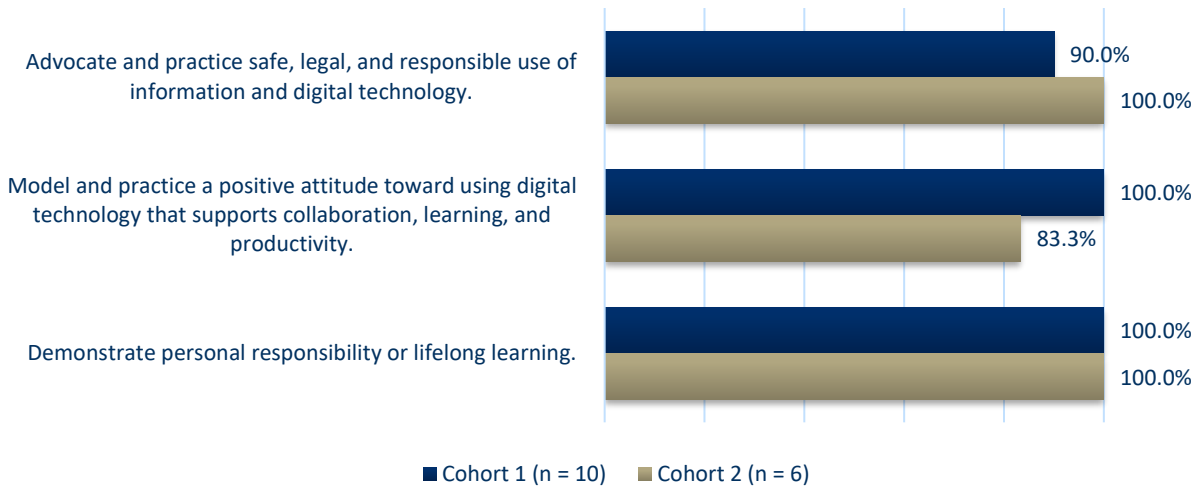 Advocate and practice safe, legal, and responsible use of
information and digital technology.
90.0%
100.0%
Model and practice a positive attitude toward using digital
technology that supports collaboration, learning, and
productivity.
100.0%
83.3%
Demonstrate personal responsibility or lifelong learning.
100.0%
100.0%
Cohort 1 (n = 10) Cohort 2 (n = 6)